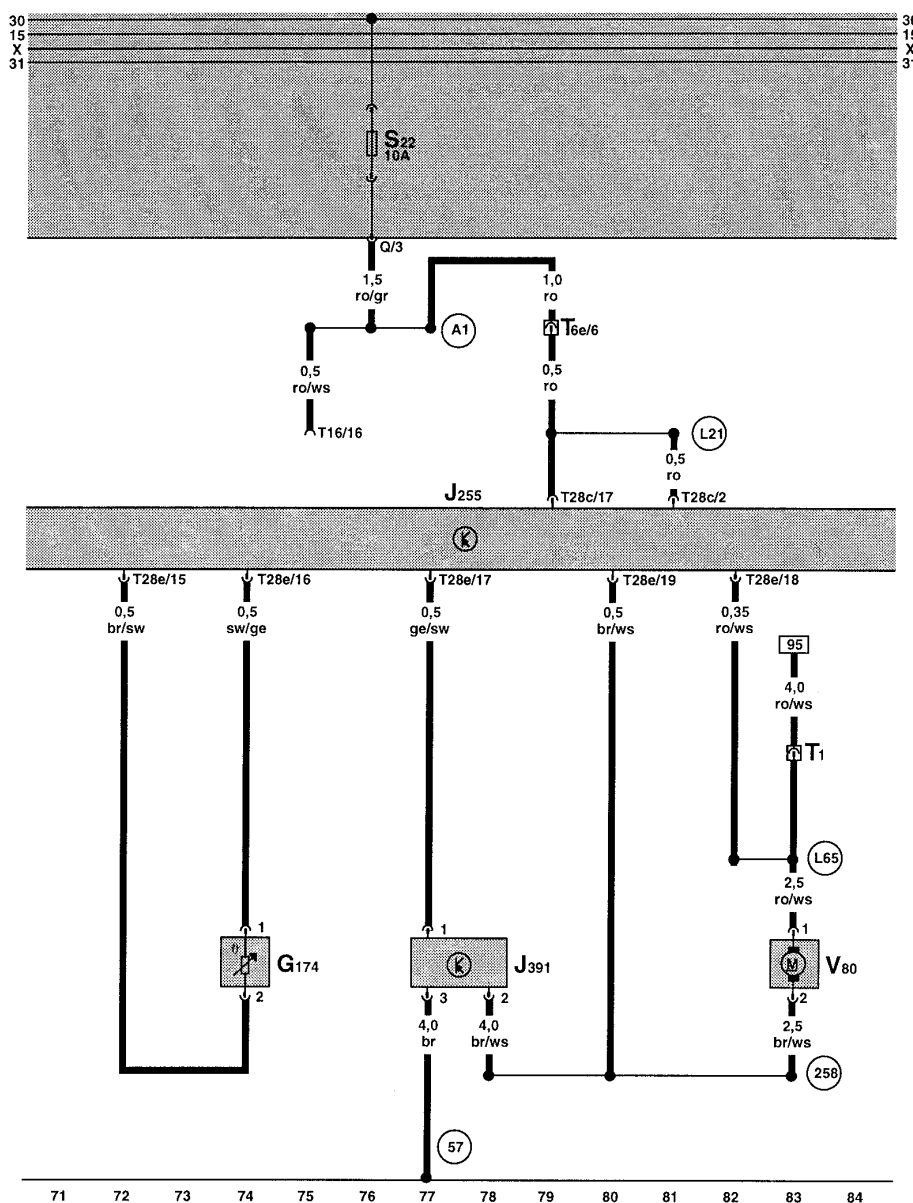 30 30
15 15
X X
31 31
S22
10A
Q/3
1,5
ro/gr
1,0
ro
A1
T6e/6
0,5
ro/ws
0,5
ro
T16/16
L21
0,5
ro
J255
T28c/17
T28c/2
T28e/15
T28e/16
T28e/17
T28e/19
T28e/18
0,5
br/sw
0,5
sw/ge
0,5
ge/sw
0,5
br/ws
0,35
ro/ws
95
4,0
ro/ws
T1
L65
2,5
ro/ws
1
1
1
G174
J391
M
V80
2
3
2
2
4,0
br
4,0
br/ws
2,5
br/ws
258
57
71 72 73 74 75 76 77 78 79 80 81 82 83 84